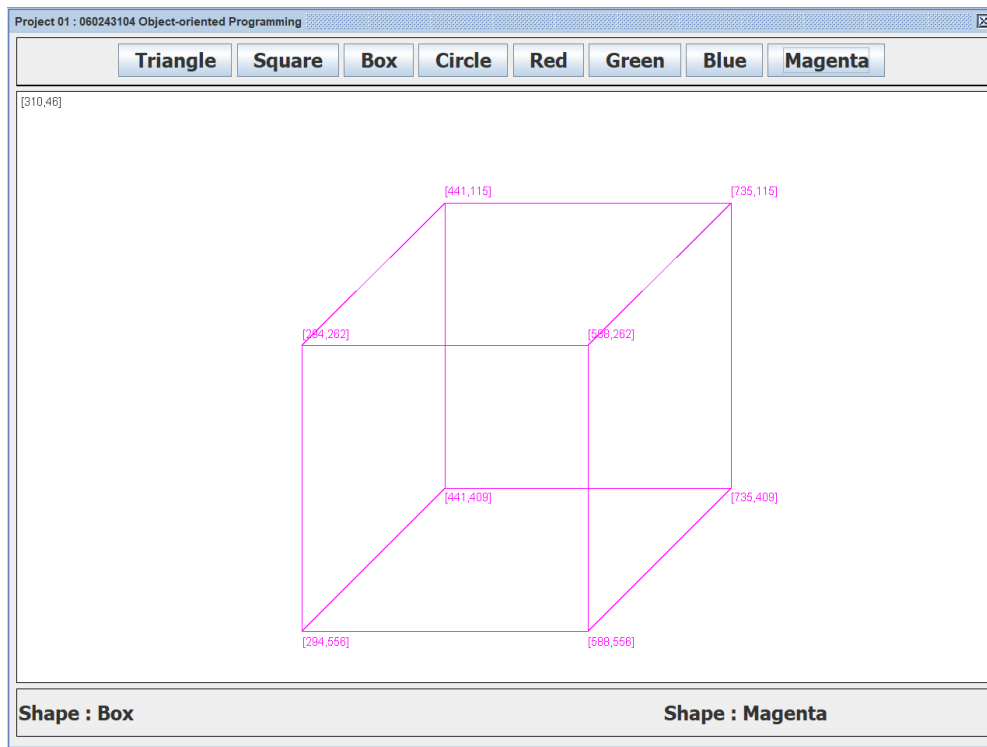 Project 01 : 060243104 Object-oriented Programming
Triangle Square Box Circle Red Green Blue Magenta
[310,46]
[441,115] [735,115]
[294,262] [588,262]
[441,409] [735,409]
[294,556] [588,556]
Shape : Box Shape : Magenta